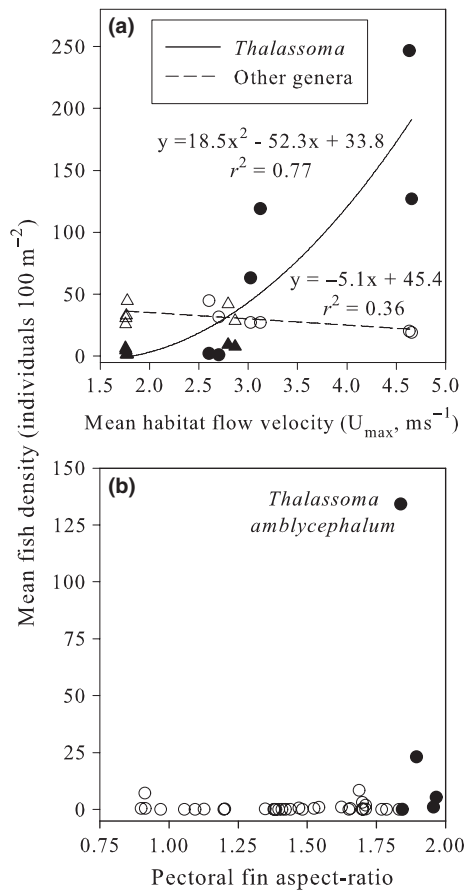 Mean fish density (individuals 100 m⁻²)
(a)
Thalassoma
Other genera
y =18.5x² - 52.3x + 33.8
r² = 0.77
y = −5.1x + 45.4
r² = 0.36
250
200
150
100
50
0
1.5 2.0 2.5 3.0 3.5 4.0 4.5 5.0
Mean habitat flow velocity (Uₘₐₓ, ms⁻¹)
(b)
Thalassoma
amblycephalum
150
125
100
75
50
25
0
0.75 1.00 1.25 1.50 1.75 2.00
Pectoral fin aspect-ratio